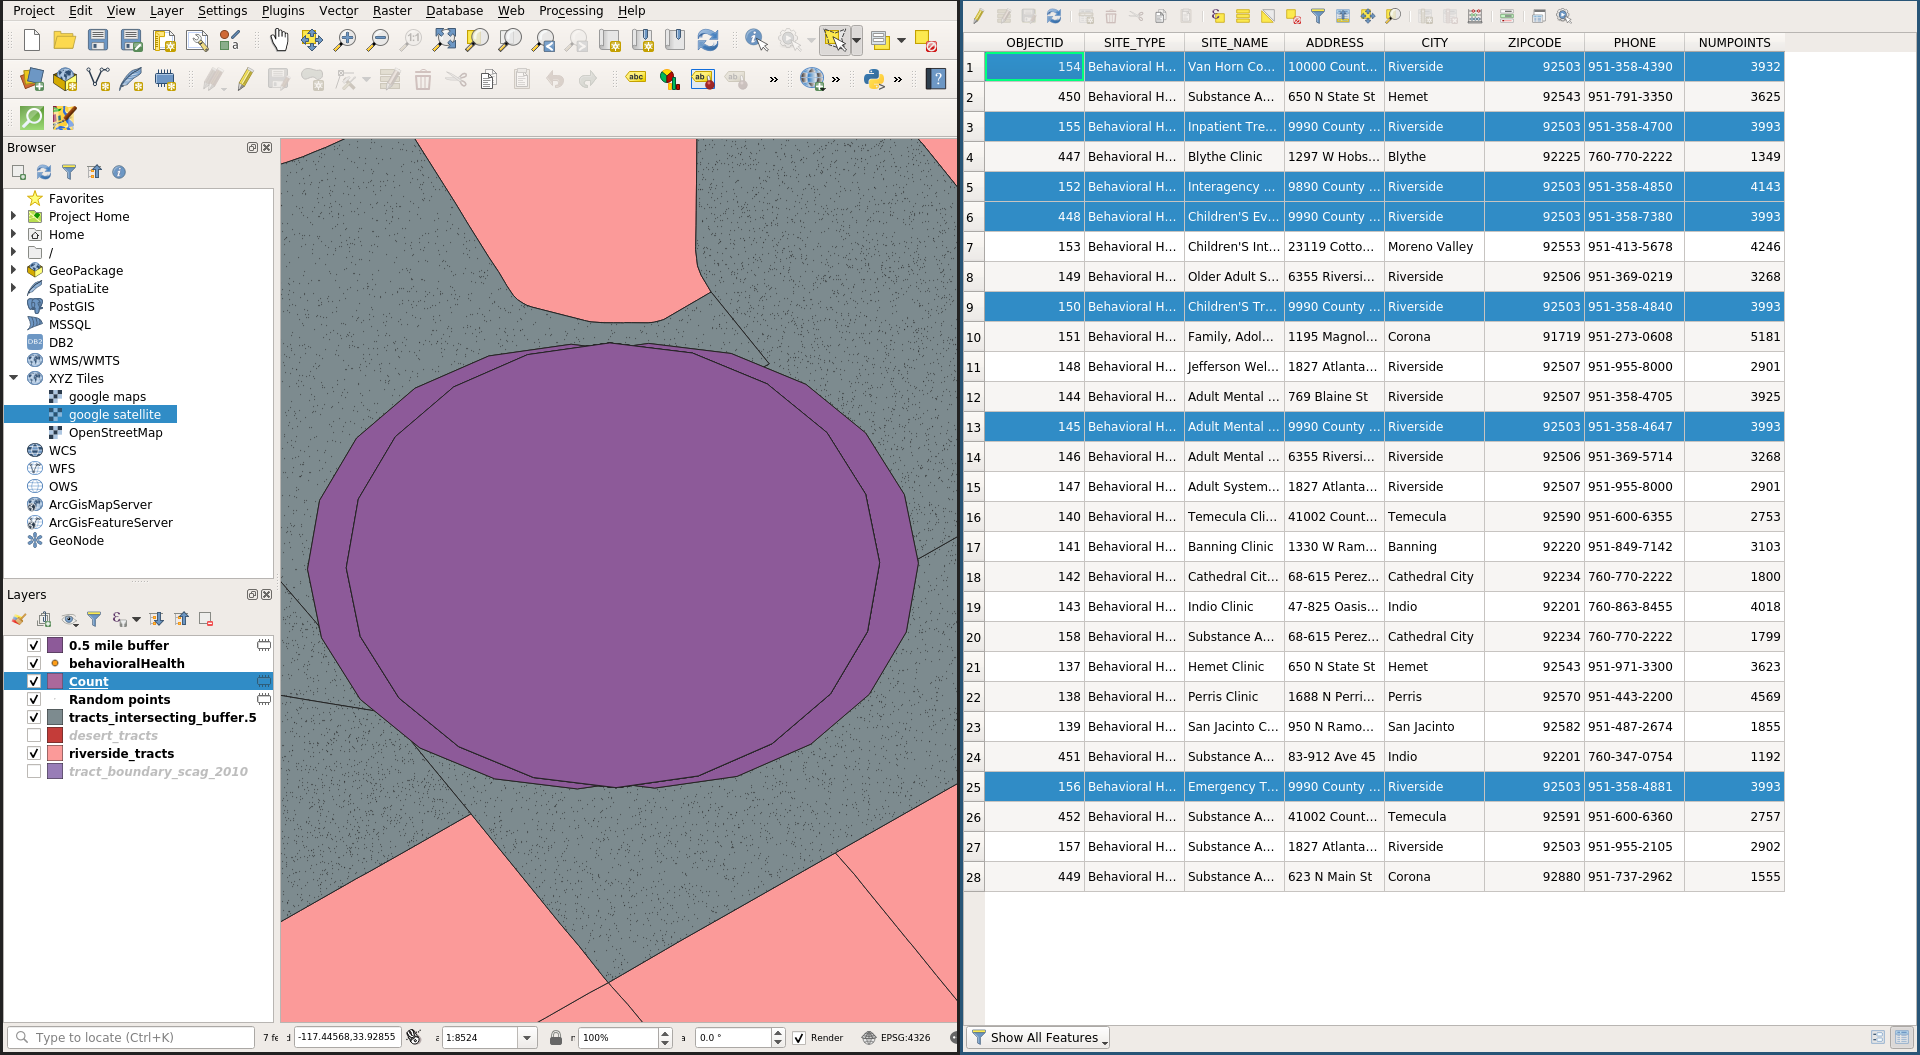 Project Edit View Layer Settings Plugins Vector Raster Database Web Processing Help
Browser
Favorites
Project Home
Home
/
GeoPackage
SpatiaLite
PostGIS
MSSQL
DB2
WMS/WMTS
XYZ Tiles
google maps
google satellite
OpenStreetMap
WCS
WFS
OWS
ArcGisMapServer
ArcGisFeatureServer
GeoNode
Layers
0.5 mile buffer
behavioralHealth
Count
Random points
tracts_intersecting_buffer.5
desert_tracts
riverside_tracts
tract_boundary_scag_2010
Type to locate (Ctrl+K) 7 fe -117.44568,33.92855 1:8524 100% 0.0 ° Render EPSG:4326
OBJECTID SITE_TYPE SITE_NAME ADDRESS CITY ZIPCODE PHONE NUMPOINTS
1 154 Behavioral H... Van Horn Co... 10000 Count... Riverside 92503 951-358-4390 3932
2 450 Behavioral H... Substance A... 650 N State St Hemet 92543 951-791-3350 3625
3 155 Behavioral H... Inpatient Tre... 9990 County ... Riverside 92503 951-358-4700 3993
4 447 Behavioral H... Blythe Clinic 1297 W Hobs... Blythe 92225 760-770-2222 1349
5 152 Behavioral H... Interagency ... 9890 County ... Riverside 92503 951-358-4850 4143
6 448 Behavioral H... Children'S Ev... 9990 County ... Riverside 92503 951-358-7380 3993
7 153 Behavioral H... Children'S Int... 23119 Cotto... Moreno Valley 92553 951-413-5678 4246
8 149 Behavioral H... Older Adult S... 6355 Riversi... Riverside 92506 951-369-0219 3268
9 150 Behavioral H... Children'S Tr... 9990 County ... Riverside 92503 951-358-4840 3993
10 151 Behavioral H... Family, Adol... 1195 Magnol... Corona 91719 951-273-0608 5181
11 148 Behavioral H... Jefferson Wel... 1827 Atlanta... Riverside 92507 951-955-8000 2901
12 144 Behavioral H... Adult Mental ... 769 Blaine St Riverside 92507 951-358-4705 3925
13 145 Behavioral H... Adult Mental ... 9990 County ... Riverside 92503 951-358-4647 3993
14 146 Behavioral H... Adult Mental ... 6355 Riversi... Riverside 92506 951-369-5714 3268
15 147 Behavioral H... Adult System... 1827 Atlanta... Riverside 92507 951-955-8000 2901
16 140 Behavioral H... Temecula Cli... 41002 Count... Temecula 92590 951-600-6355 2753
17 141 Behavioral H... Banning Clinic 1330 W Ram... Banning 92220 951-849-7142 3103
18 142 Behavioral H... Cathedral Cit... 68-615 Perez... Cathedral City 92234 760-770-2222 1800
19 143 Behavioral H... Indio Clinic 47-825 Oasis... Indio 92201 760-863-8455 4018
20 158 Behavioral H... Substance A... 68-615 Perez... Cathedral City 92234 760-770-2222 1799
21 137 Behavioral H... Hemet Clinic 650 N State St Hemet 92543 951-971-3300 3623
22 138 Behavioral H... Perris Clinic 1688 N Perri... Perris 92570 951-443-2200 4569
23 139 Behavioral H... San Jacinto C... 950 N Ramo... San Jacinto 92582 951-487-2674 1855
24 451 Behavioral H... Substance A... 83-912 Ave 45 Indio 92201 760-347-0754 1192
25 156 Behavioral H... Emergency T... 9990 County ... Riverside 92503 951-358-4881 3993
26 452 Behavioral H... Substance A... 41002 Count... Temecula 92591 951-600-6360 2757
27 157 Behavioral H... Substance A... 1827 Atlanta... Riverside 92503 951-955-2105 2902
28 449 Behavioral H... Substance A... 623 N Main St Corona 92880 951-737-2962 1555
Show All Features